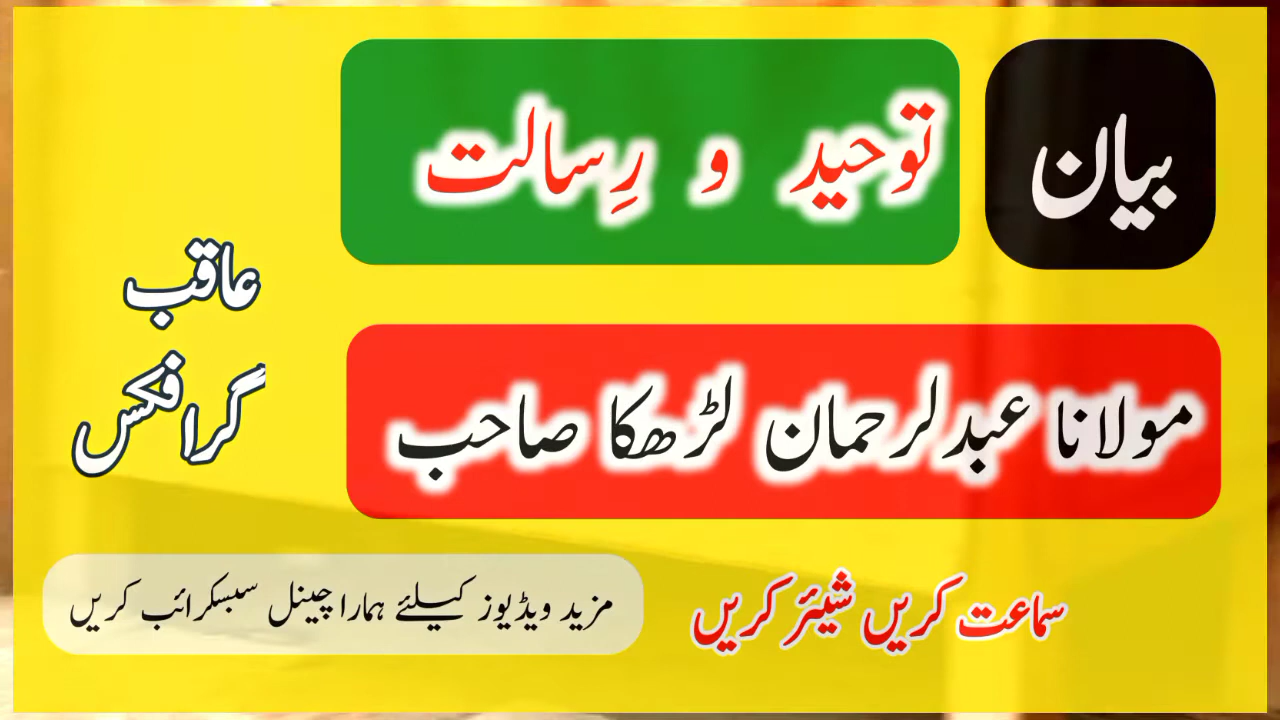 بیان
توحید و رِسالت
عاقب
گرافکس
مولانا عبدلرحمان لڑھکا صاحب
سماعت کریں شیئر کریں
مزید ویڈیوز کیلئے ہمارا چینل سبسکرائب کریں